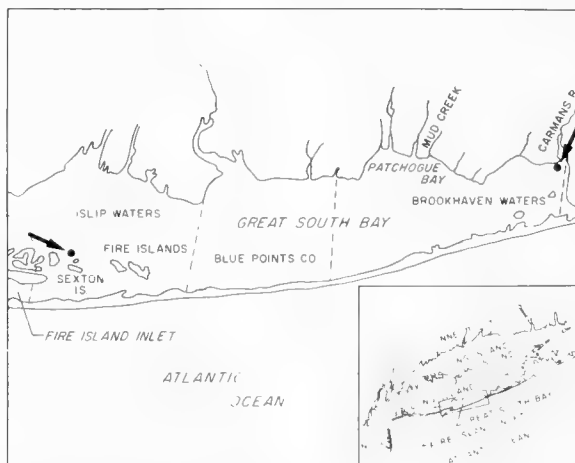 MUD CREEK
CARMANS R
PATCHOGUE
BAY
BROOKHAVEN WATERS
ISLIP WATERS
GREAT SOUTH BAY
FIRE ISLANDS
BLUE POINTS CO
SEXTON
IS.
FIRE ISLAND INLET
ATLANTIC
OCEAN